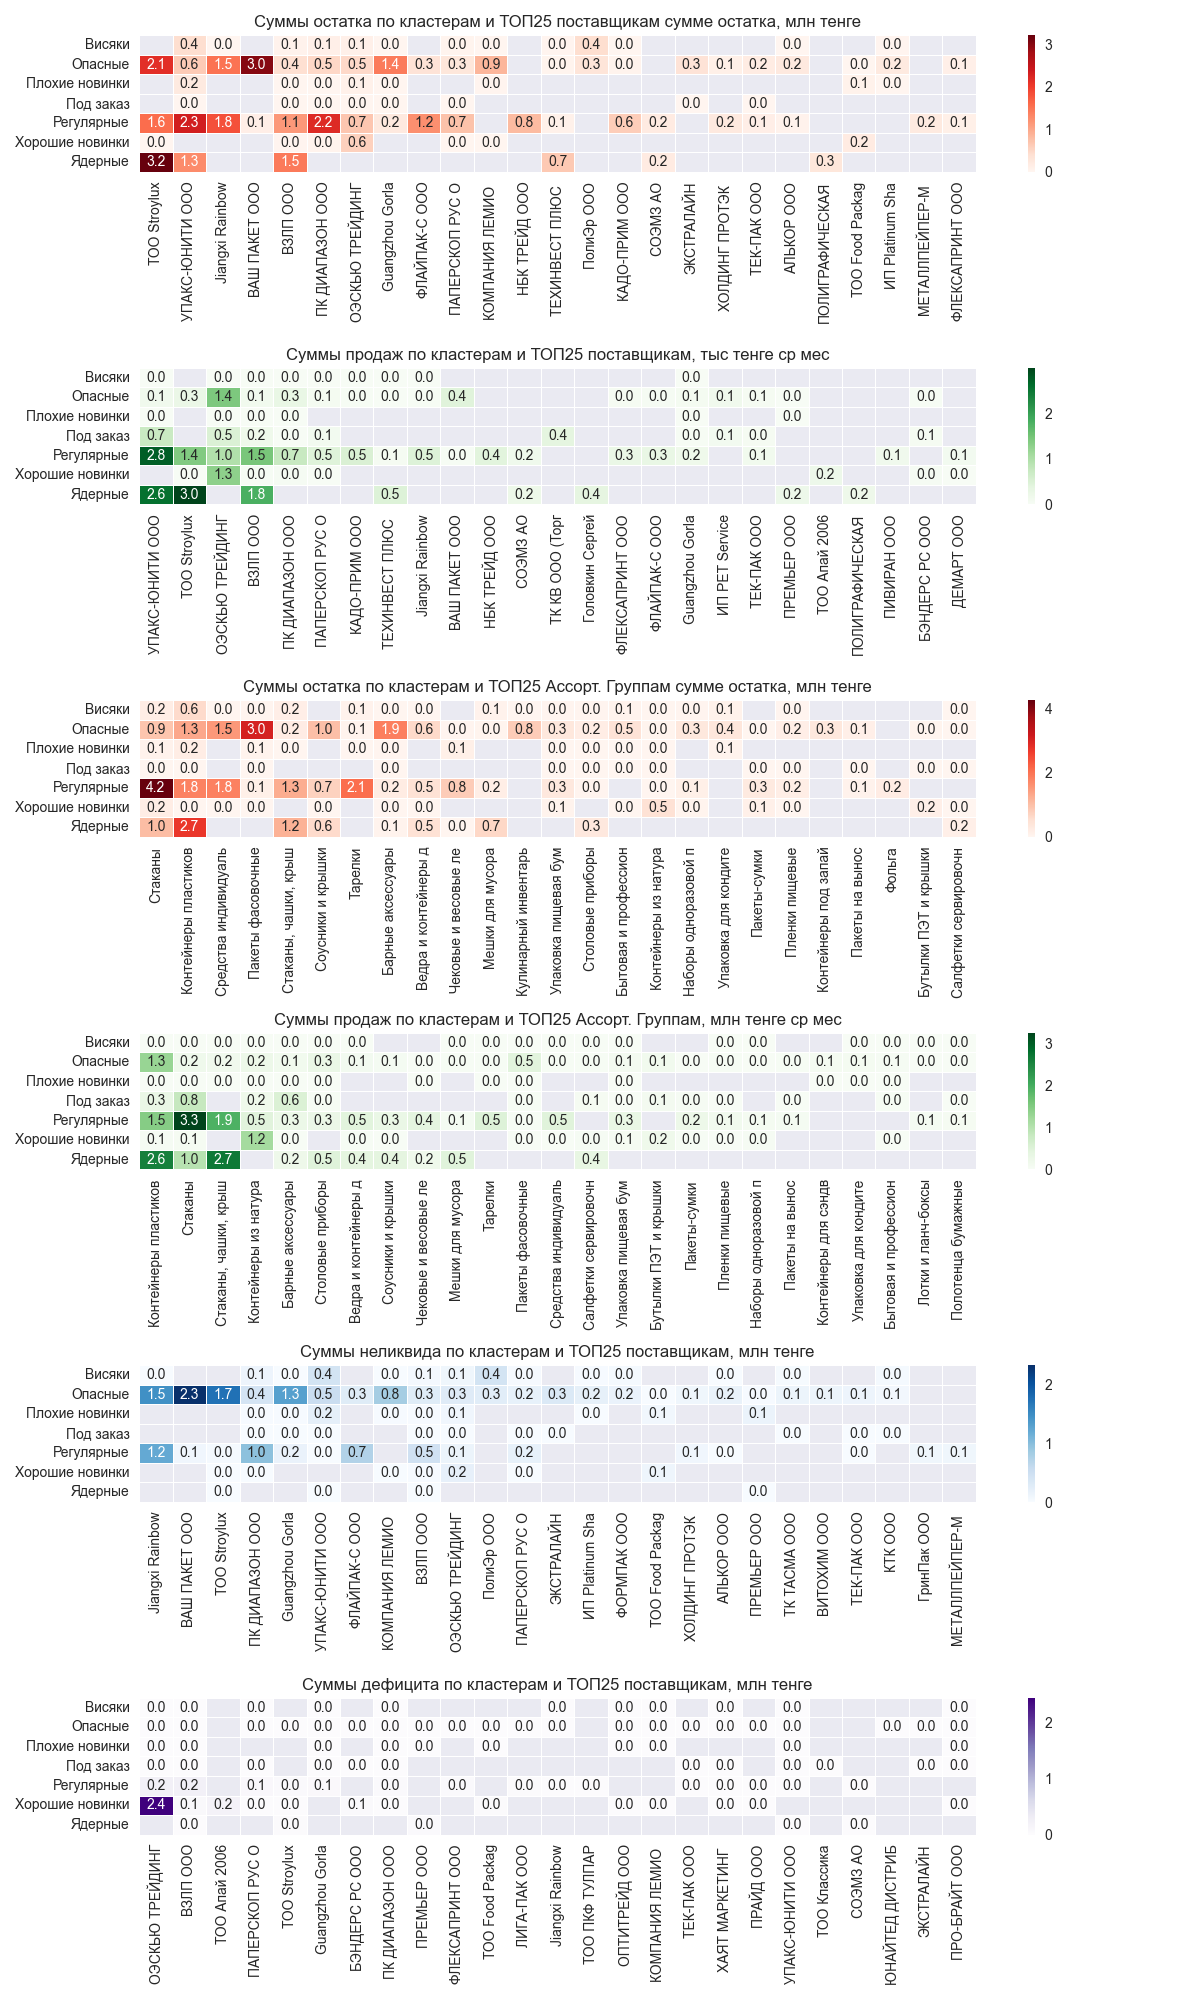 Суммы остатка по кластерам и ТОП25 поставщикам сумме остатка, млн тенге
Висяки 0.4 0.0 0.1 0.1 0.1 0.0 0.0 0.0 0.0 0.4 0.0 0.0 0.0
Опасные 2.1 0.6 1.5 3.0 0.4 0.5 0.5 1.4 0.3 0.3 0.9 0.0 0.3 0.0 0.3 0.1 0.2 0.2 0.0 0.2 0.1
Плохие новинки 0.2 0.0 0.0 0.1 0.0 0.0 0.1 0.0
Под заказ 0.0 0.0 0.0 0.0 0.0 0.0 0.0 0.0
Регулярные 1.6 2.3 1.8 0.1 1.1 2.2 0.7 0.2 1.2 0.7 0.8 0.1 0.6 0.2 0.2 0.1 0.1 0.2 0.1
Хорошие новинки 0.0 0.0 0.0 0.6 0.0 0.0 0.2
Ядерные 3.2 1.3 1.5 0.7 0.2 0.3
3
2
1
0
ТОО Stroylux
УПАКС-ЮНИТИ ООО
Jiangxi Rainbow
ВАШ ПАКЕТ ООО
ВЗЛП ООО
ПК ДИАПАЗОН ООО
ОЭСКЬЮ ТРЕЙДИНГ
Guangzhou Gorla
ФЛАЙПАК-С ООО
ПАПЕРСКОП РУС О
КОМПАНИЯ ЛЕМИО
НБК ТРЕЙД ООО
ТЕХИНВЕСТ ПЛЮС
ПолиЭр ООО
КАДО-ПРИМ ООО
СОЭМЗ АО
ЭКСТРАЛАЙН
ХОЛДИНГ ПРОТЭК
ТЕК-ПАК ООО
АЛЬКОР ООО
ПОЛИГРАФИЧЕСКАЯ
ТОО Food Packag
ИП Platinum Sha
МЕТАЛЛПЕЙПЕР-М
ФЛЕКСАПРИНТ ООО
Суммы продаж по кластерам и ТОП25 поставщикам, тыс тенге ср мес
Висяки 0.0 0.0 0.0 0.0 0.0 0.0 0.0 0.0 0.0
Опасные 0.1 0.3 1.4 0.1 0.3 0.1 0.0 0.0 0.0 0.4 0.0 0.0 0.1 0.1 0.1 0.0 0.0
Плохие новинки 0.0 0.0 0.0 0.0 0.0 0.0
Под заказ 0.7 0.5 0.2 0.0 0.1 0.4 0.0 0.1 0.0 0.1
Регулярные 2.8 1.4 1.0 1.5 0.7 0.5 0.5 0.1 0.5 0.0 0.4 0.2 0.3 0.3 0.2 0.1 0.1 0.1
Хорошие новинки 0.0 1.3 0.0 0.0 0.0 0.2 0.0 0.0
Ядерные 2.6 3.0 1.8 0.5 0.2 0.4 0.2 0.2
2
1
0
УПАКС-ЮНИТИ ООО
ТОО Stroylux
ОЭСКЬЮ ТРЕЙДИНГ
ВЗЛП ООО
ПК ДИАПАЗОН ООО
ПАПЕРСКОП РУС О
КАДО-ПРИМ ООО
ТЕХИНВЕСТ ПЛЮС
Jiangxi Rainbow
ВАШ ПАКЕТ ООО
НБК ТРЕЙД ООО
СОЭМЗ АО
ТК КВ ООО (Торг
Головкин Сергей
ФЛЕКСАПРИНТ ООО
ФЛАЙПАК-С ООО
Guangzhou Gorla
ИП PET Service
ТЕК-ПАК ООО
ПРЕМЬЕР ООО
ТОО Апай 2006
ПОЛИГРАФИЧЕСКАЯ
ПИВИРАН ООО
БЭНДЕРС РС ООО
ДЕМАРТ ООО
Суммы остатка по кластерам и ТОП25 Ассорт. Группам сумме остатка, млн тенге
Висяки 0.2 0.6 0.0 0.0 0.2 0.1 0.0 0.0 0.1 0.0 0.0 0.0 0.1 0.0 0.0 0.1 0.0 0.0
Опасные 0.9 1.3 1.5 3.0 0.2 1.0 0.1 1.9 0.6 0.0 0.0 0.8 0.3 0.2 0.5 0.0 0.3 0.4 0.0 0.2 0.3 0.1 0.0 0.0
Плохие новинки 0.1 0.2 0.1 0.0 0.0 0.0 0.1 0.0 0.0 0.0 0.0 0.1
Под заказ 0.0 0.0 0.0 0.0 0.0 0.0 0.0 0.0 0.0 0.0 0.0 0.0 0.0 0.0
Регулярные 4.2 1.8 1.8 0.1 1.3 0.7 2.1 0.2 0.5 0.8 0.2 0.3 0.0 0.0 0.1 0.3 0.2 0.1 0.2
Хорошие новинки 0.2 0.0 0.0 0.0 0.0 0.0 0.0 0.1 0.0 0.5 0.1 0.0 0.2 0.0
Ядерные 1.0 2.7 1.2 0.6 0.1 0.5 0.0 0.7 0.3 0.2
4
2
0
Стаканы
Контейнеры пластиков
Средства индивидуаль
Пакеты фасовочные
Стаканы, чашки, крыш
Соусники и крышки
Тарелки
Барные аксессуары
Ведра и контейнеры д
Чековые и весовые ле
Мешки для мусора
Кулинарный инвентарь
Упаковка пищевая бум
Столовые приборы
Бытовая и профессион
Контейнеры из натура
Наборы одноразовой п
Упаковка для кондите
Пакеты-сумки
Пленки пищевые
Контейнеры под запай
Пакеты на вынос
Фольга
Бутылки ПЭТ и крышки
Салфетки сервировочн
Суммы продаж по кластерам и ТОП25 Ассорт. Группам, млн тенге ср мес
Висяки 0.0 0.0 0.0 0.0 0.0 0.0 0.0 0.0 0.0 0.0 0.0 0.0 0.0 0.0 0.0 0.0 0.0 0.0 0.0 0.0
Опасные 1.3 0.2 0.2 0.2 0.1 0.3 0.1 0.1 0.0 0.0 0.0 0.5 0.0 0.0 0.1 0.1 0.0 0.0 0.0 0.0 0.1 0.1 0.1 0.0 0.0
Плохие новинки 0.0 0.0 0.0 0.0 0.0 0.0 0.0 0.0 0.0 0.0 0.0 0.0 0.0
Под заказ 0.3 0.8 0.2 0.6 0.0 0.0 0.1 0.0 0.1 0.0 0.0 0.0 0.0 0.0
Регулярные 1.5 3.3 1.9 0.5 0.3 0.3 0.5 0.3 0.4 0.1 0.5 0.0 0.5 0.3 0.2 0.1 0.1 0.1 0.1 0.1
Хорошие новинки 0.1 0.1 1.2 0.0 0.0 0.0 0.0 0.0 0.0 0.1 0.2 0.0 0.0 0.0 0.0
Ядерные 2.6 1.0 2.7 0.2 0.5 0.4 0.4 0.2 0.5 0.4
3
2
1
0
Контейнеры пластиков
Стаканы
Стаканы, чашки, крыш
Контейнеры из натура
Барные аксессуары
Столовые приборы
Ведра и контейнеры д
Соусники и крышки
Чековые и весовые ле
Мешки для мусора
Тарелки
Пакеты фасовочные
Средства индивидуаль
Салфетки сервировочн
Упаковка пищевая бум
Бутылки ПЭТ и крышки
Пакеты-сумки
Пленки пищевые
Наборы одноразовой п
Пакеты на вынос
Контейнеры для сэндв
Упаковка для кондите
Бытовая и профессион
Лотки и ланч-боксы
Полотенца бумажные
Суммы неликвида по кластерам и ТОП25 поставщикам, млн тенге
Висяки 0.0 0.1 0.0 0.4 0.0 0.1 0.1 0.4 0.0 0.0 0.0 0.0 0.0 0.0
Опасные 1.5 2.3 1.7 0.4 1.3 0.5 0.3 0.8 0.3 0.3 0.3 0.2 0.3 0.2 0.2 0.0 0.1 0.2 0.0 0.1 0.1 0.1 0.1
Плохие новинки 0.0 0.0 0.2 0.0 0.0 0.1 0.0 0.1 0.1
Под заказ 0.0 0.0 0.0 0.0 0.0 0.0 0.0 0.0 0.0 0.0
Регулярные 1.2 0.1 0.0 1.0 0.2 0.0 0.7 0.5 0.1 0.2 0.1 0.0 0.0 0.1 0.1
Хорошие новинки 0.0 0.0 0.0 0.0 0.2 0.0 0.1
Ядерные 0.0 0.0 0.0 0.0
2
1
0
Jiangxi Rainbow
ВАШ ПАКЕТ ООО
ТОО Stroylux
ПК ДИАПАЗОН ООО
Guangzhou Gorla
УПАКС-ЮНИТИ ООО
ФЛАЙПАК-С ООО
КОМПАНИЯ ЛЕМИО
ВЗЛП ООО
ОЭСКЬЮ ТРЕЙДИНГ
ПолиЭр ООО
ПАПЕРСКОП РУС О
ЭКСТРАЛАЙН
ИП Platinum Sha
ФОРМПАК ООО
ТОО Food Packag
ХОЛДИНГ ПРОТЭК
АЛЬКОР ООО
ПРЕМЬЕР ООО
ТК ТАСМА ООО
ВИТОХИМ ООО
ТЕК-ПАК ООО
КТК ООО
ГринПак ООО
МЕТАЛЛПЕЙПЕР-М
Суммы дефицита по кластерам и ТОП25 поставщикам, млн тенге
Висяки 0.0 0.0 0.0 0.0 0.0 0.0 0.0 0.0 0.0 0.0
Опасные 0.0 0.0 0.0 0.0 0.0 0.0 0.0 0.0 0.0 0.0 0.0 0.0 0.0 0.0 0.0 0.0 0.0 0.0 0.0 0.0 0.0
Плохие новинки 0.0 0.0 0.0 0.0 0.0 0.0 0.0 0.0 0.0 0.0
Под заказ 0.0 0.0 0.0 0.0 0.0 0.0 0.0 0.0 0.0 0.0 0.0 0.0 0.0
Регулярные 0.2 0.2 0.1 0.0 0.1 0.0 0.0 0.0 0.0 0.0 0.0 0.0 0.0 0.0 0.0
Хорошие новинки 2.4 0.1 0.2 0.0 0.0 0.1 0.0 0.0 0.0 0.0 0.0 0.0 0.0
Ядерные 0.0 0.0 0.0 0.0 0.0
2
1
0
ОЭСКЬЮ ТРЕЙДИНГ
ВЗЛП ООО
ТОО Апай 2006
ПАПЕРСКОП РУС О
ТОО Stroylux
Guangzhou Gorla
БЭНДЕРС РС ООО
ПК ДИАПАЗОН ООО
ПРЕМЬЕР ООО
ФЛЕКСАПРИНТ ООО
ТОО Food Packag
ЛИГА-ПАК ООО
Jiangxi Rainbow
ТОО ПКФ ТУЛПАР
ОПТИТРЕЙД ООО
КОМПАНИЯ ЛЕМИО
ТЕК-ПАК ООО
ХАЯТ МАРКЕТИНГ
ПРАЙД ООО
УПАКС-ЮНИТИ ООО
ТОО Классика
СОЭМЗ АО
ЮНАЙТЕД ДИСТРИБ
ЭКСТРАЛАЙН
ПРО-БРАЙТ ООО